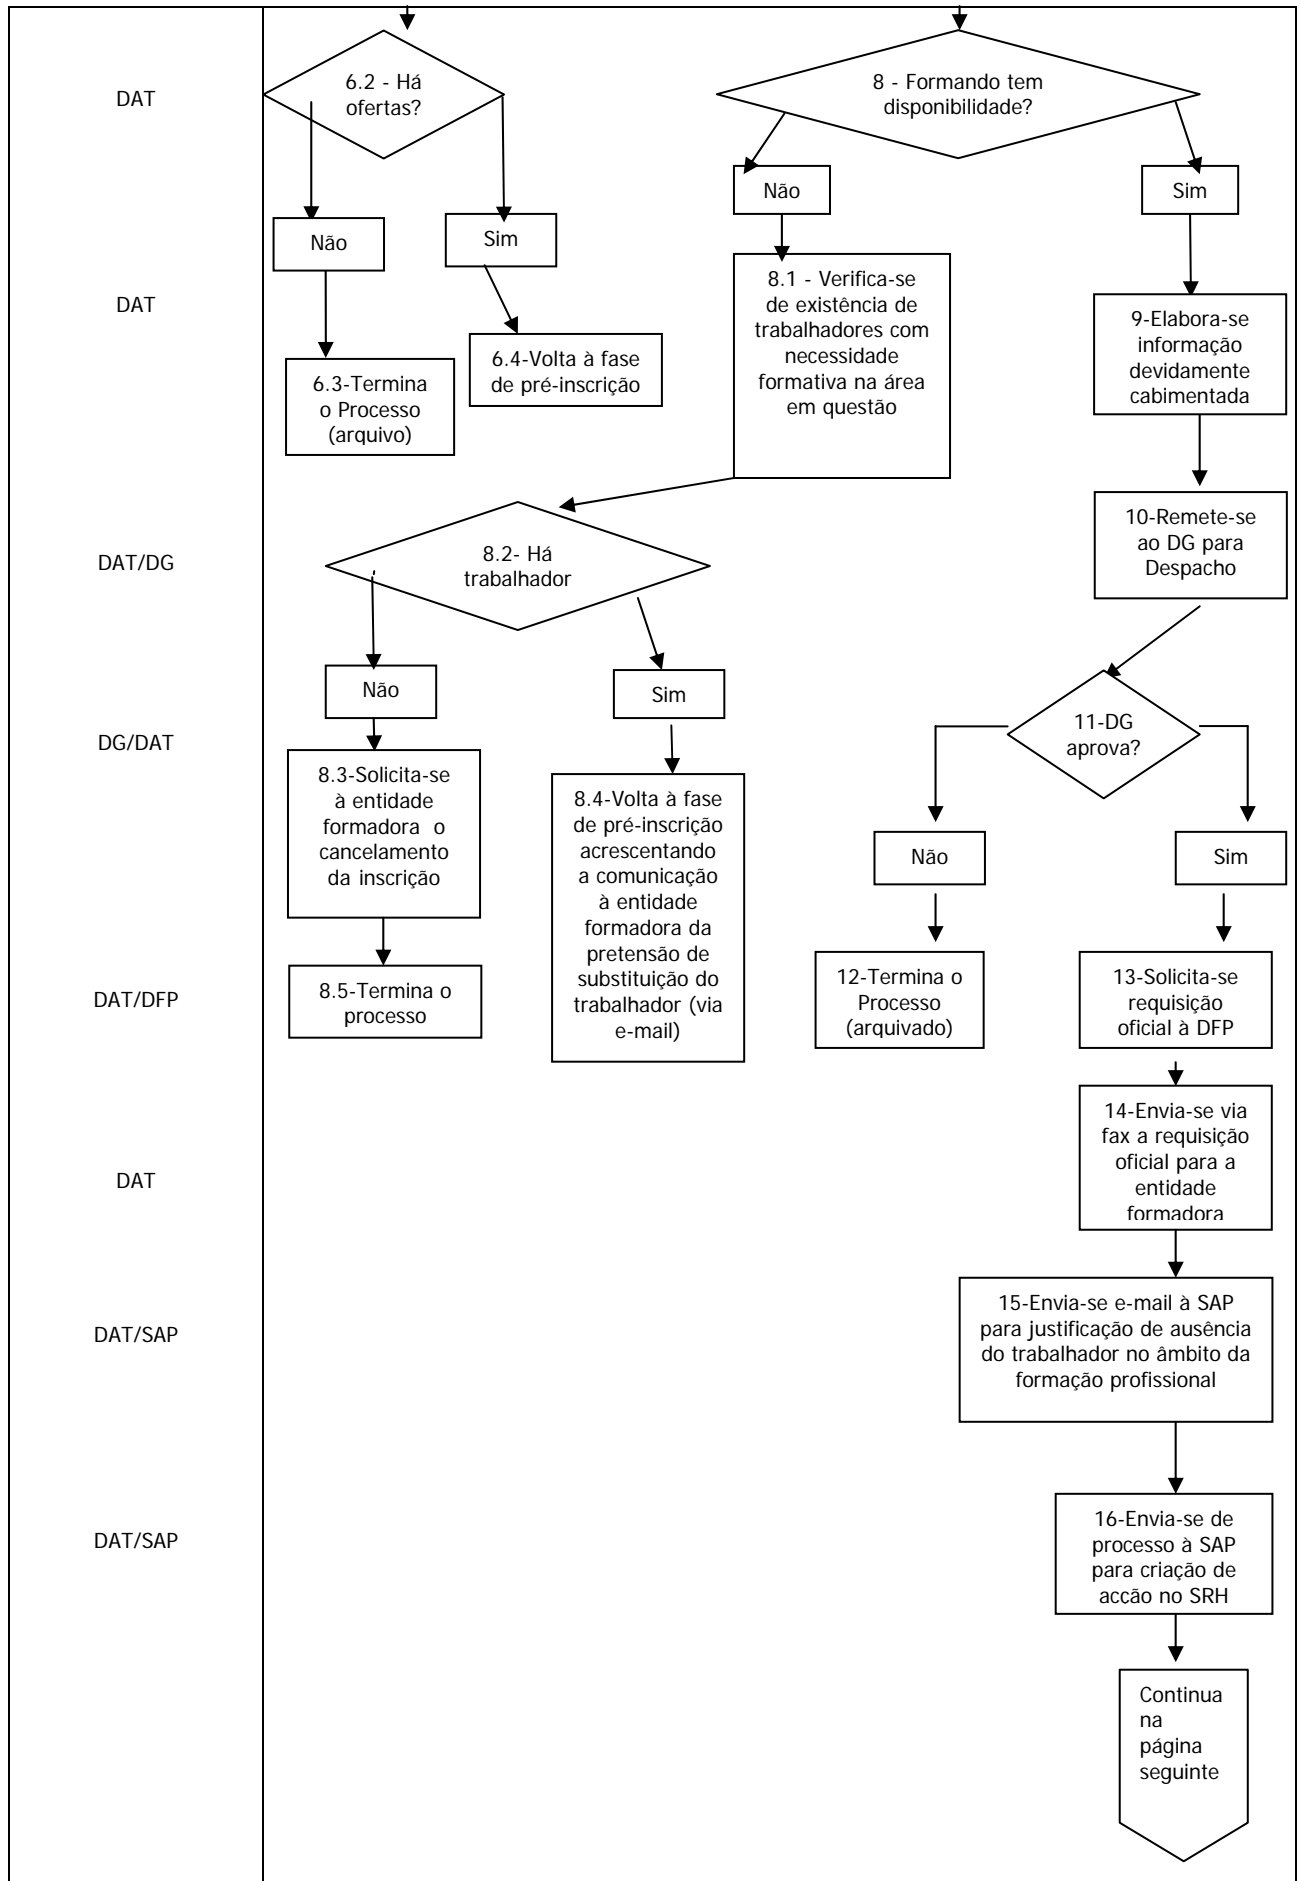 DAT
6.2 - Há
ofertas?
8 - Formando tem
disponibilidade?
Não
Sim
Não
Sim
DAT
8.1 - Verifica-se
de existência de
trabalhadores com
necessidade
formativa na área
em questão
9-Elabora-se
informação
devidamente
cabimentada
6.3-Termina
o Processo
(arquivo)
6.4-Volta à fase
de pré-inscrição
DAT/DG
8.2- Há
trabalhador
10-Remete-se
ao DG para
Despacho
Não
Sim
DG/DAT
11-DG
aprova?
8.3-Solicita-se
à entidade
formadora o
cancelamento
da inscrição
8.4-Volta à fase
de pré-inscrição
acrescentando
a comunicação
à entidade
formadora da
pretensão de
substituição do
trabalhador (via
e-mail)
Não
Sim
DAT/DFP
8.5-Termina o
processo
12-Termina o
Processo
(arquivado)
13-Solicita-se
requisição
oficial à DFP
DAT
14-Envia-se via
fax a requisição
oficial para a
entidade
formadora
DAT/SAP
15-Envia-se e-mail à SAP
para justificação de ausência
do trabalhador no âmbito da
formação profissional
DAT/SAP
16-Envia-se de
processo à SAP
para criação de
acção no SRH
Continua
na
página
seguinte